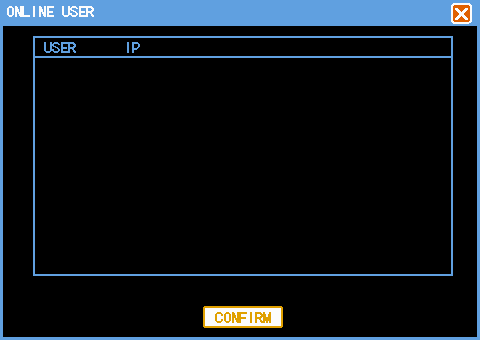 ONLINE USER
USER IP
CONFIRM